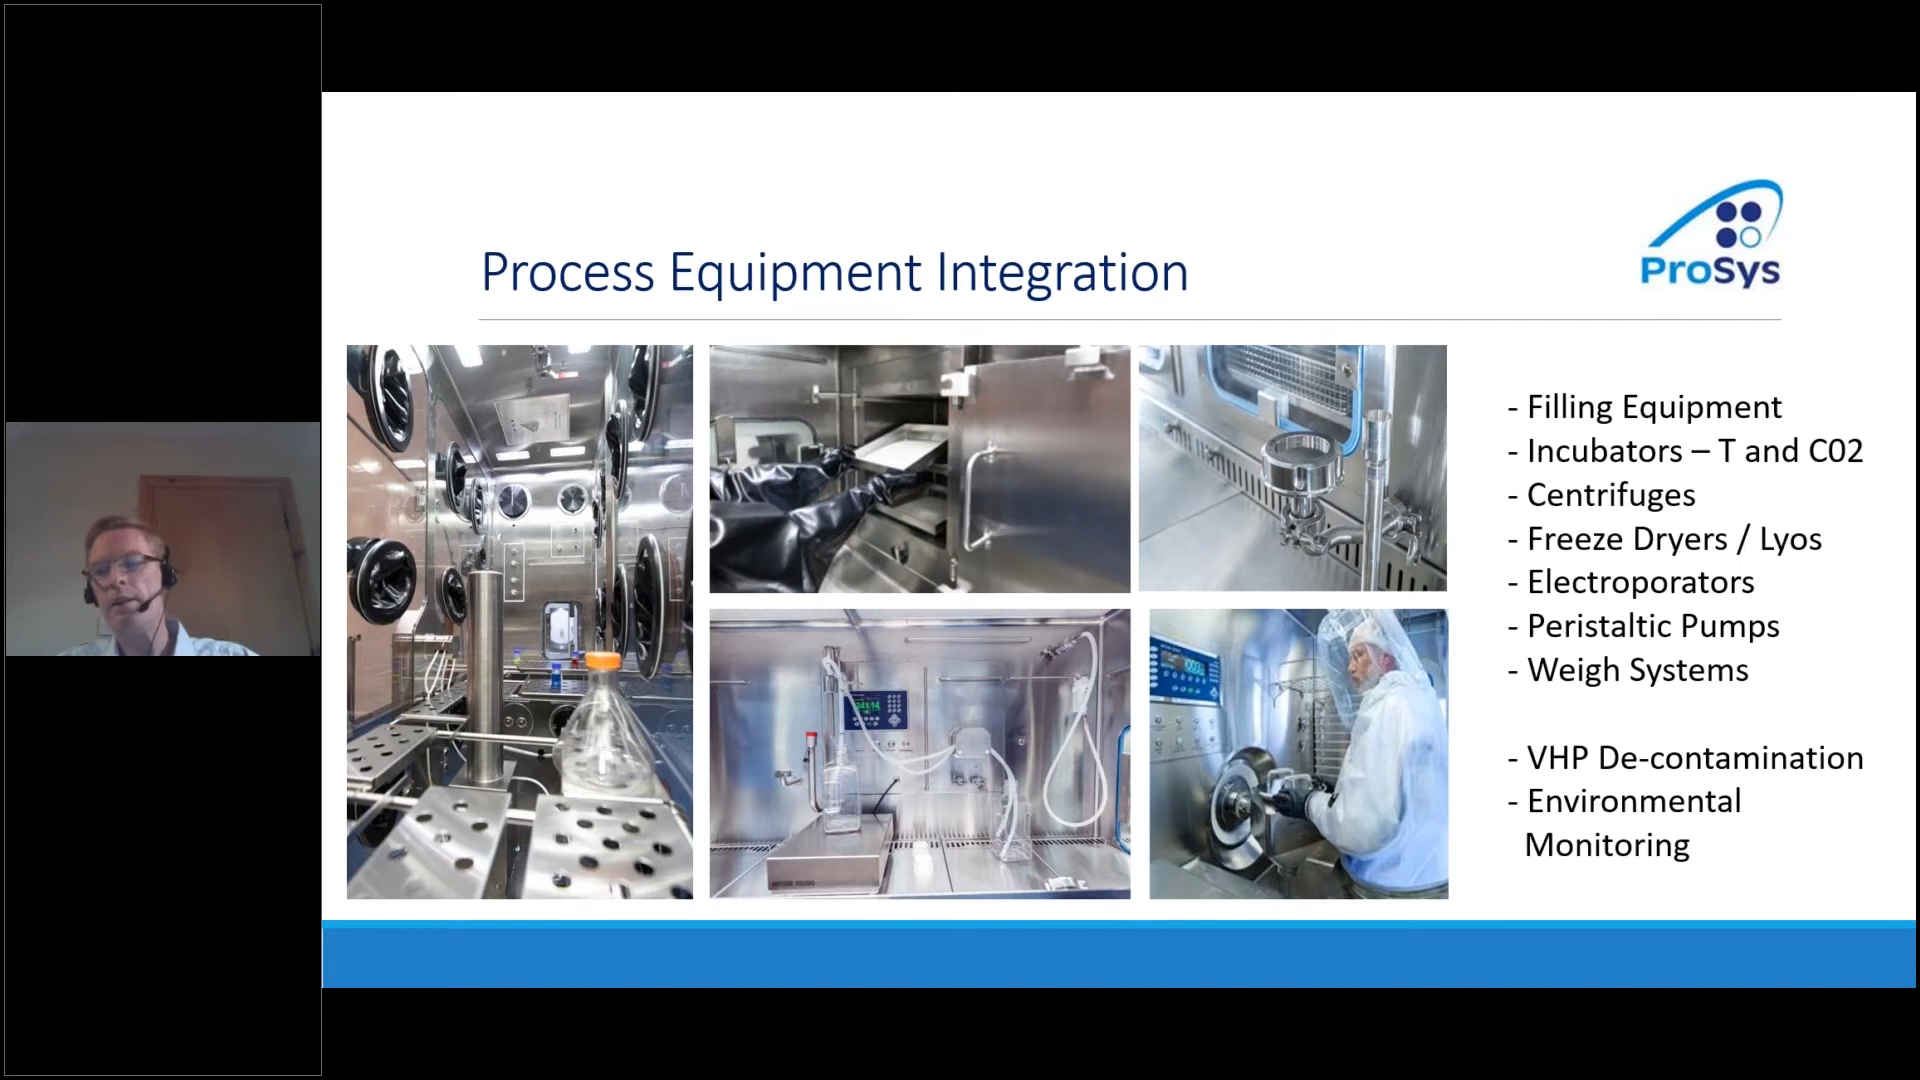 Process Equipment Integration
ProSys
- Filling Equipment
- Incubators – T and C02
- Centrifuges
- Freeze Dryers / Lyos
- Electroporators
- Peristaltic Pumps
- Weigh Systems
- VHP De-contamination
- Environmental
Monitoring